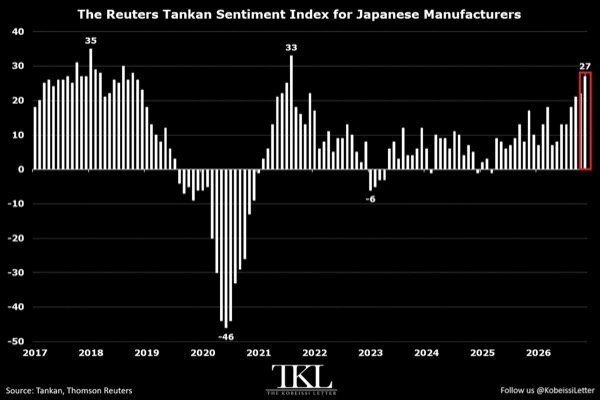 The Reuters Tankan Sentiment Index for Japanese Manufacturers
40
35
33
30
27
20
10
0
-6
-10
-20
-30
-40
-46
-50
2017 2018 2019 2020 2021 2022 2023 2024 2025 2026
TKL
THE KOBEISSI LETTER
Source: Tankan, Thomson Reuters
Follow us @KobeissiLetter